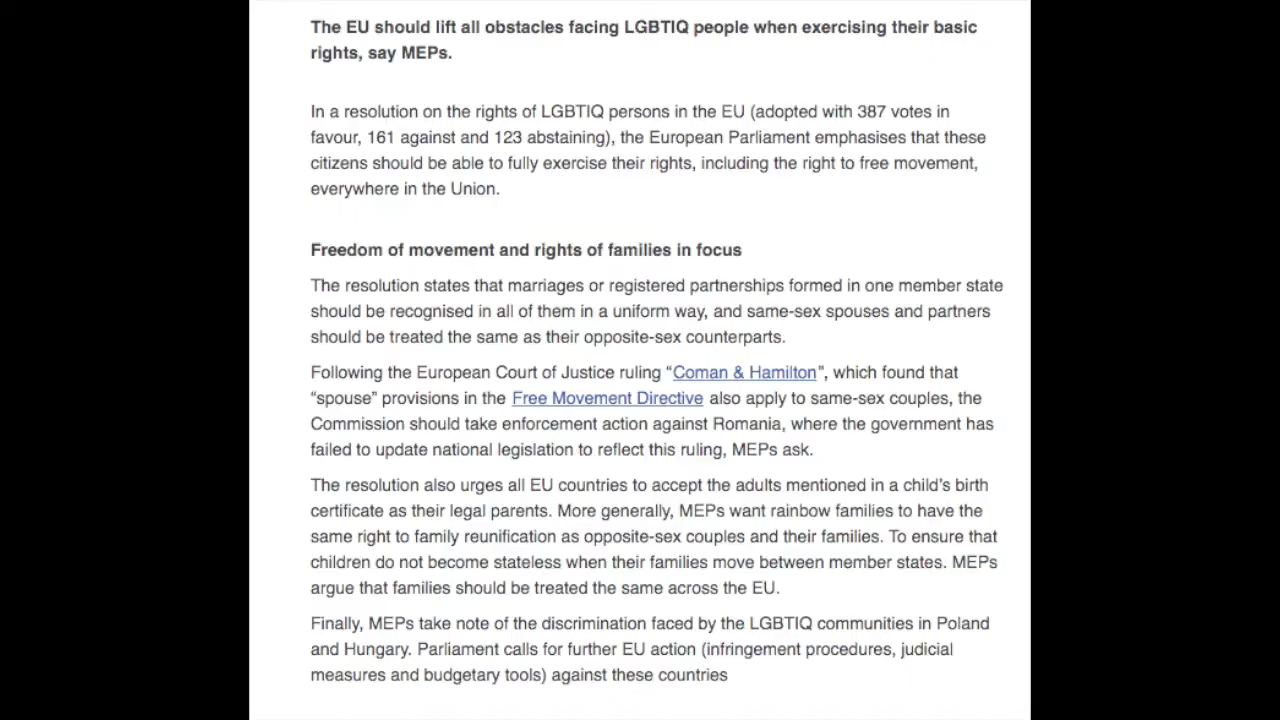 The EU should lift all obstacles facing LGBTIQ people when exercising their basic
rights, say MEPs.
In a resolution on the rights of LGBTIQ persons in the EU (adopted with 387 votes in
favour, 161 against and 123 abstaining), the European Parliament emphasises that these
citizens should be able to fully exercise their rights, including the right to free movement,
everywhere in the Union.
Freedom of movement and rights of families in focus
The resolution states that marriages or registered partnerships formed in one member state
should be recognised in all of them in a uniform way, and same-sex spouses and partners
should be treated the same as their opposite-sex counterparts.
Following the European Court of Justice ruling “Coman & Hamilton”, which found that
“spouse” provisions in the Free Movement Directive also apply to same-sex couples, the
Commission should take enforcement action against Romania, where the government has
failed to update national legislation to reflect this ruling, MEPs ask.
The resolution also urges all EU countries to accept the adults mentioned in a child’s birth
certificate as their legal parents. More generally, MEPs want rainbow families to have the
same right to family reunification as opposite-sex couples and their families. To ensure that
children do not become stateless when their families move between member states. MEPs
argue that families should be treated the same across the EU.
Finally, MEPs take note of the discrimination faced by the LGBTIQ communities in Poland
and Hungary. Parliament calls for further EU action (infringement procedures, judicial
measures and budgetary tools) against these countries